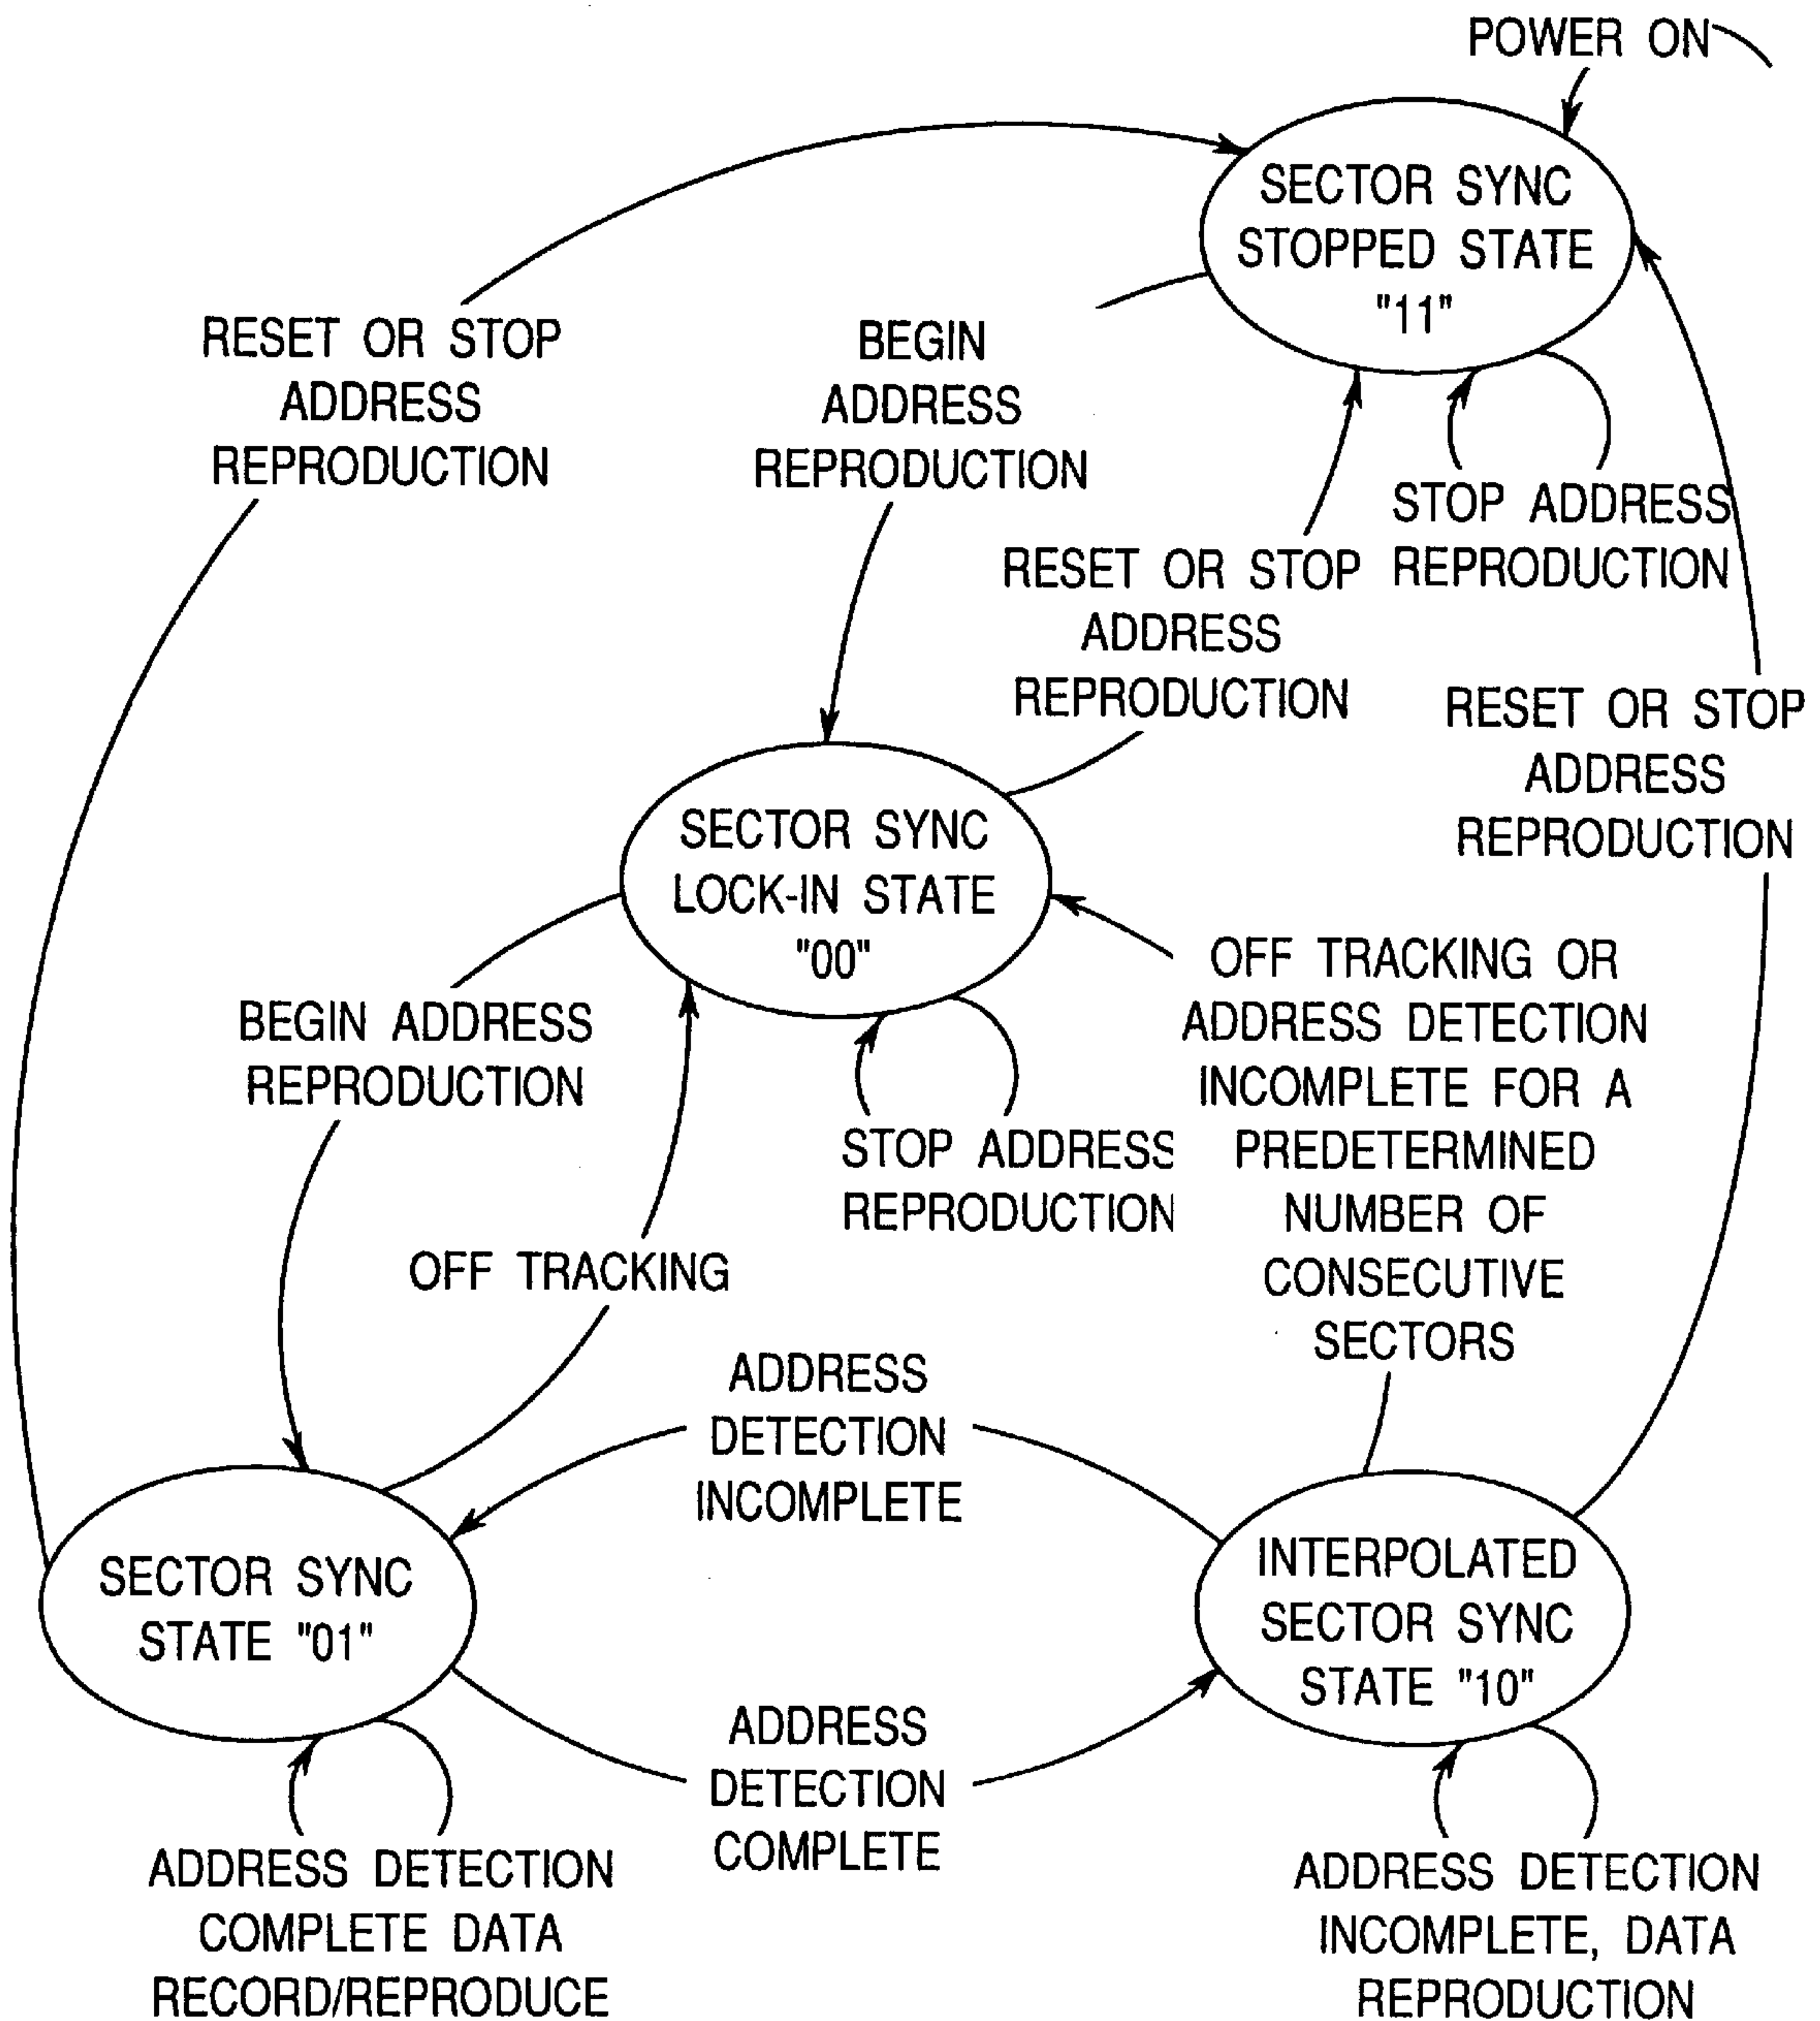 POWER ON
SECTOR SYNC
STOPPED STATE
"11"
RESET OR STOP
ADDRESS
REPRODUCTION
BEGIN
ADDRESS
REPRODUCTION
STOP ADDRESS
REPRODUCTION
RESET OR STOP
ADDRESS
REPRODUCTION
RESET OR STOP
ADDRESS
REPRODUCTION
SECTOR SYNC
LOCK-IN STATE
"00"
BEGIN ADDRESS
REPRODUCTION
OFF TRACKING OR
ADDRESS DETECTION
INCOMPLETE FOR A
PREDETERMINED
NUMBER OF
CONSECUTIVE
SECTORS
STOP ADDRESS
REPRODUCTION
OFF TRACKING
ADDRESS
DETECTION
INCOMPLETE
SECTOR SYNC
STATE "01"
INTERPOLATED
SECTOR SYNC
STATE "10"
ADDRESS
DETECTION
COMPLETE
ADDRESS DETECTION
COMPLETE DATA
RECORD/REPRODUCE
ADDRESS DETECTION
INCOMPLETE, DATA
REPRODUCTION